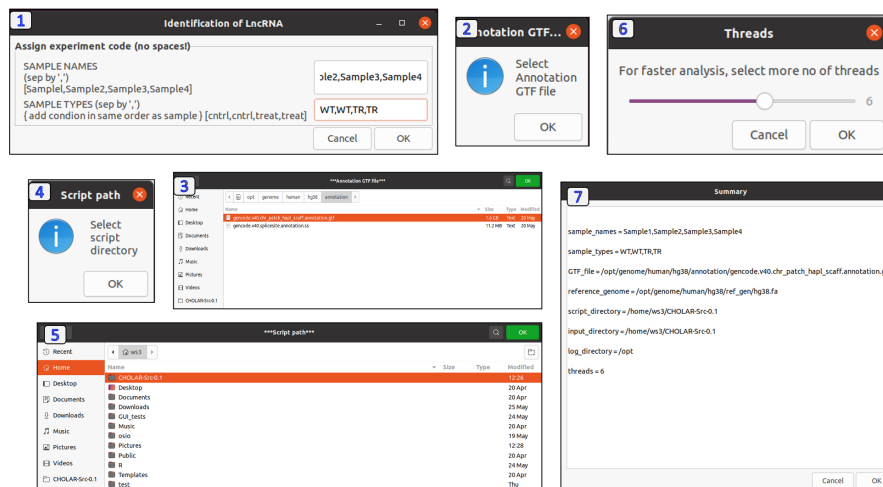 1
Identification of LncRNA
Assign experiment code (no spaces!)
SAMPLE NAMES
(sep by ',')
[Samplel,Sample2,Sample3,Sample4]
ple2,Sample3,Sample4
SAMPLE TYPES (sep by ',')
{ add condion in same order as sample } [cntrl,cntrl,treat,treat]
WT,WT,TR,TR
Cancel OK
2
notation GTF...
Select
Annotation
GTF file
OK
6
Threads
For faster analysis, select more no of threads
6
Cancel OK
4
Script path
Select
script
directory
OK
3
***Annotation GTF file***
OK
Recent
opt genome human hg38 annotation
Home
Name Size Type Modified
gencode.v40.chr_patch_hapl_scaff.annotation.gtf 1.6 GB Text 20 May
Desktop
gencode.v40.splicesite.annotation.ss 11.2 MB Text 20 May
Documents
Downloads
Music
Pictures
Videos
CHOLAR-Src-0.1
5
***Script path***
OK
Recent
ws3
Home
Name Size Type Modified
CHOLAR-Src-0.1 12:26
Desktop
Desktop 20 Apr
Documents
Documents 20 Apr
Downloads 25 May
Downloads
GUI_tests 24 May
Music
Music 20 Apr
osio 19 May
Pictures
Pictures 12:28
Public 20 Apr
Videos
R 24 May
Templates 20 Apr
CHOLAR-Src-0.1
test Thu
7
Summary
sample_names = Sample1,Sample2,Sample3,Sample4
sample_types = WT,WT,TR,TR
GTF_file = /opt/genome/human/hg38/annotation/gencode.v40.chr_patch_hapl_scaff.annotation.g
reference_genome = /opt/genome/human/hg38/ref_gen/hg38.fa
script_directory = /home/ws3/CHOLAR-Src-0.1
input_directory = /home/ws3/CHOLAR-Src-0.1
log_directory = /opt
threads = 6
Cancel OK